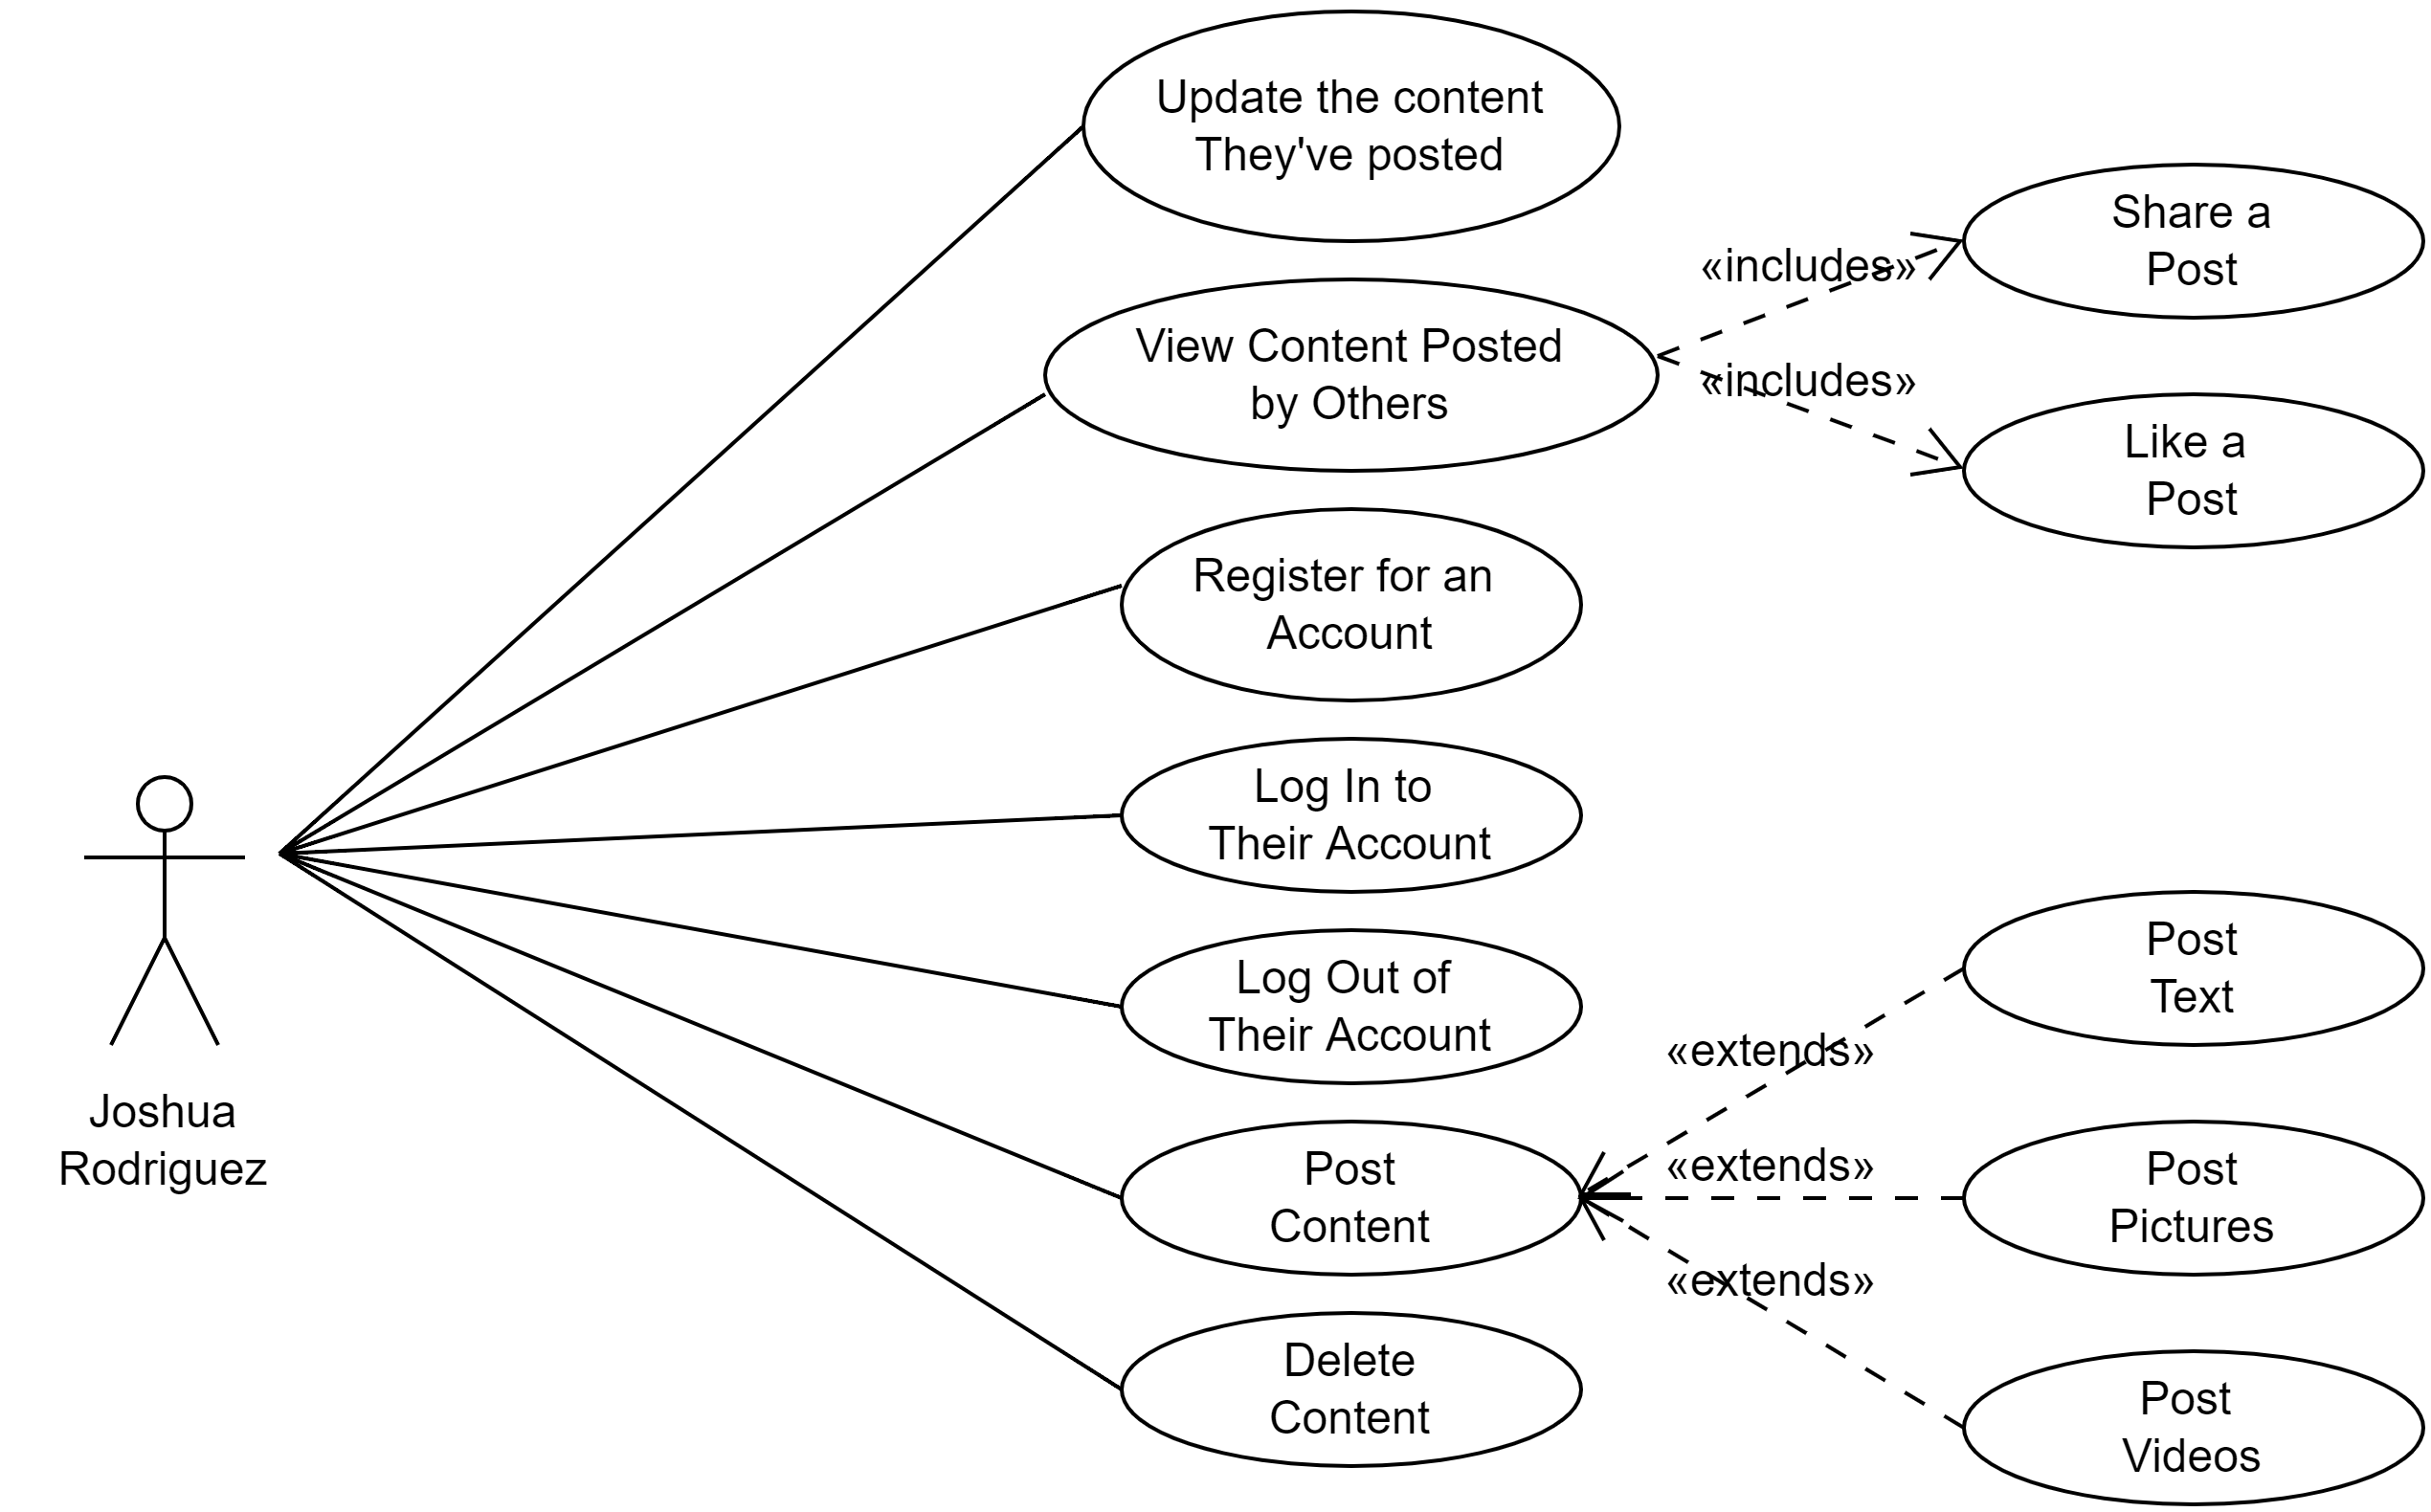 Update the content
They've posted
Share a
Post
«includes»
View Content Posted
by Others
«includes»
Like a
Post
Register for an
Account
Log In to
Their Account
Log Out of
Their Account
Post
Text
«extends»
Joshua
Rodriguez
Post
Content
«extends»
Post
Pictures
«extends»
Delete
Content
Post
Videos